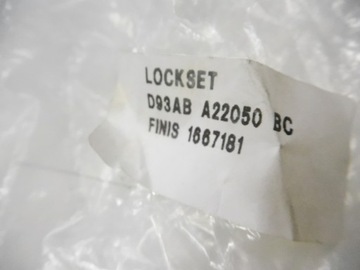 LOCKSET
D93AB A22050 BC
FINIS 1667181